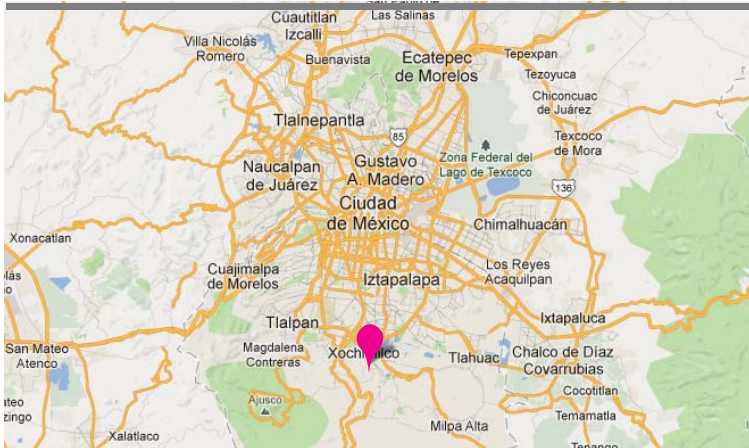 Cuautitlan
Izcalli
Las Salinas
Villa Nicolás
Romero
Buenavista
Ecatepec
de Morelos
Tepexpan
Tezoyuca
Chiconcuac
de Juárez
Tlalnepantla
85
Texcoco
de Mora
Naucalpan
de Juárez
Gustavo
A. Madero
Zona Federal del
Lago de Texcoco
136
Ciudad
de México
Chimalhuacán
Xonacatlan
Cuajimalpa
de Morelos
Iztapalapa
Los Reyes
Acaquilpan
Ixtapaluca
Tlalpan
San Mateo
Atenco
Magdalena
Contreras
Tlahuac
Chalco de Díaz
Covarrubias
Cocotitlan
Ajusco
Temamatla
Milpa Alta
Xalatlaco
Tenango